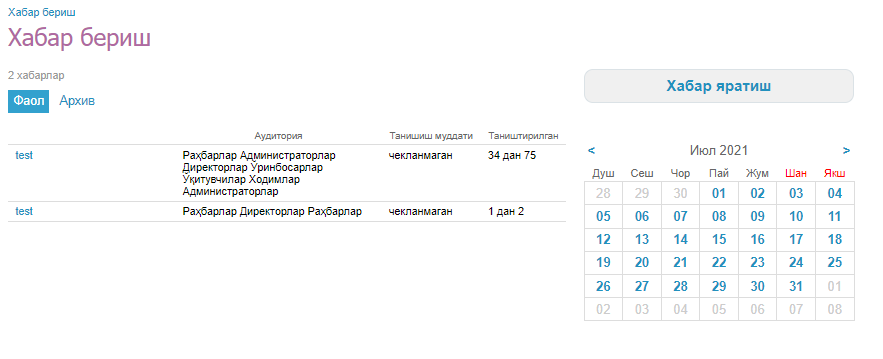 Хабар бериш
Хабар бериш
2 хабарлар
Фаол Архив
Аудитория Танишиш муддати Таништирилган
test Раҳбарлар Администраторлар чекланмаган 34 дан 75
Директорлар Ўринбосарлар
Ўқитувчилар Ходимлар
Администраторлар
test Раҳбарлар Директорлар Раҳбарлар чекланмаган 1 дан 2
Хабар яратиш
< Июл 2021 >
Душ Сеш Чор Пай Жум Шан Якш
28 29 30 01 02 03 04
05 06 07 08 09 10 11
12 13 14 15 16 17 18
19 20 21 22 23 24 25
26 27 28 29 30 31 01
02 03 04 05 06 07 08